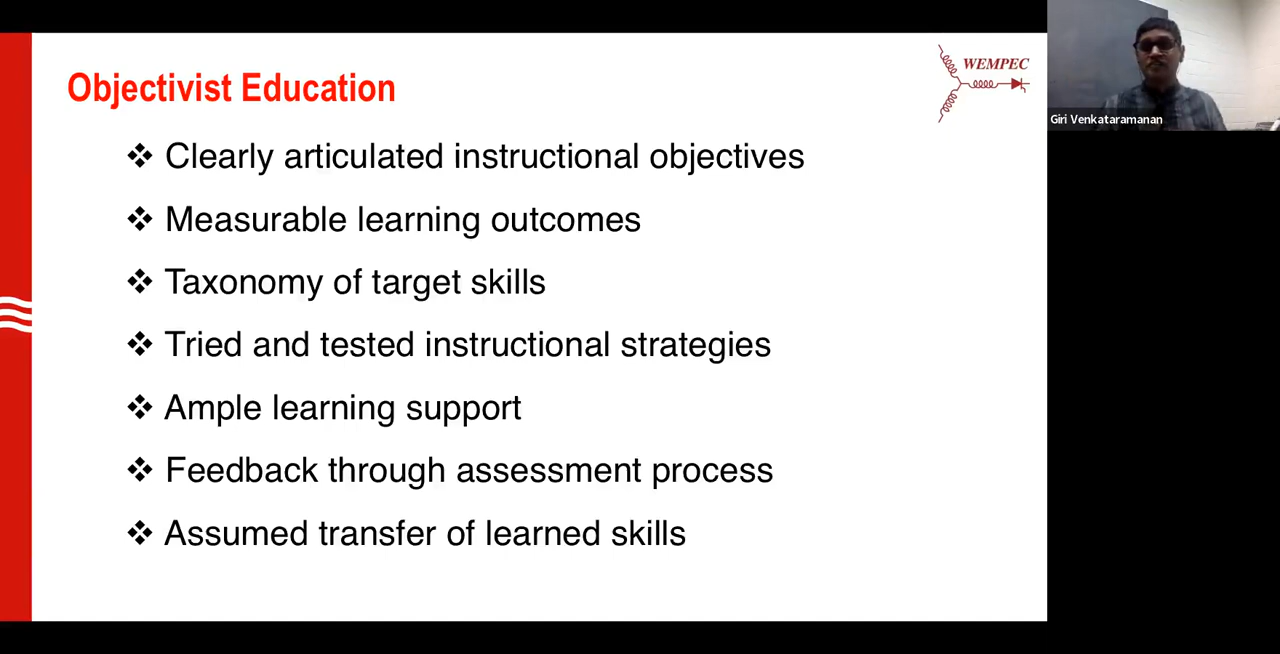 Objectivist Education
WEMPEC
Giri Venkataramanan
❖ Clearly articulated instructional objectives
❖ Measurable learning outcomes
❖ Taxonomy of target skills
❖ Tried and tested instructional strategies
❖ Ample learning support
❖ Feedback through assessment process
❖ Assumed transfer of learned skills